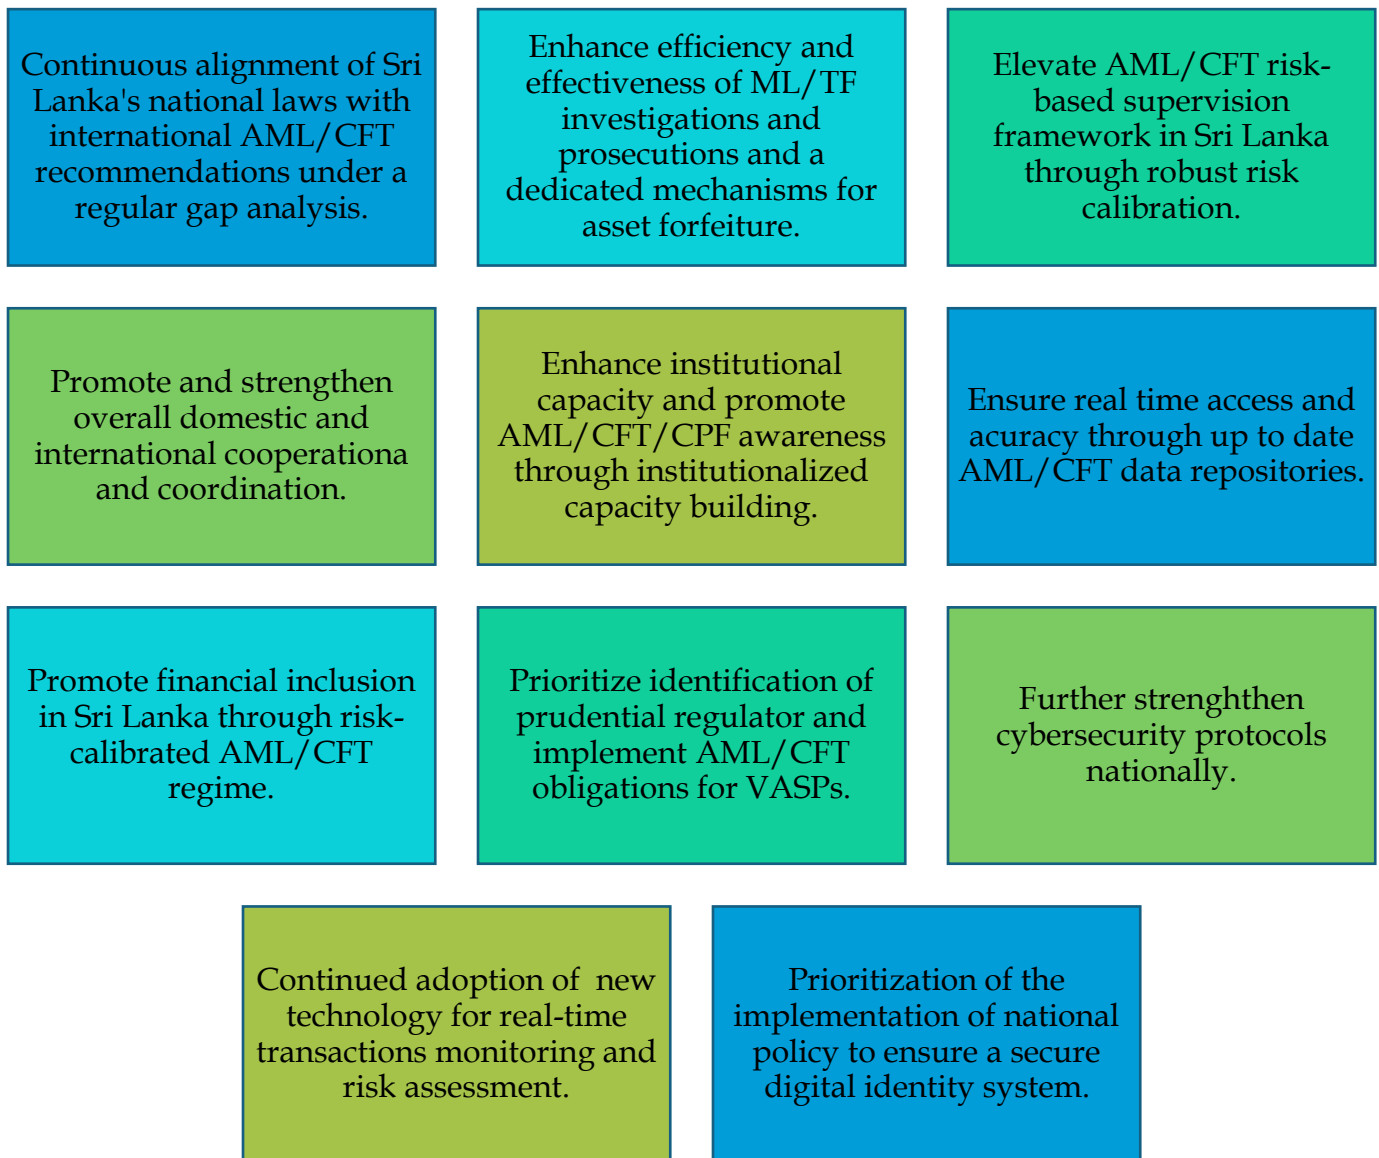 Continuous alignment of Sri
Lanka's national laws with
international AML/CFT
recommendations under a
regular gap analysis.
Enhance efficiency and
effectiveness of ML/TF
investigations and
prosecutions and a
dedicated mechanisms for
asset forfeiture.
Elevate AML/CFT risk-
based supervision
framework in Sri Lanka
through robust risk
calibration.
Promote and strengthen
overall domestic and
international cooperationa
and coordination.
Enhance institutional
capacity and promote
AML/CFT/CPF awareness
through institutionalized
capacity building.
Ensure real time access and
acuracy through up to date
AML/CFT data repositories.
Promote financial inclusion
in Sri Lanka through risk-
calibrated AML/CFT
regime.
Prioritize identification of
prudential regulator and
implement AML/CFT
obligations for VASPs.
Further strenghthen
cybersecurity protocols
nationally.
Continued adoption of  new
technology for real-time
transactions monitoring and
risk assessment.
Prioritization of the
implementation of national
policy to ensure a secure
digital identity system.